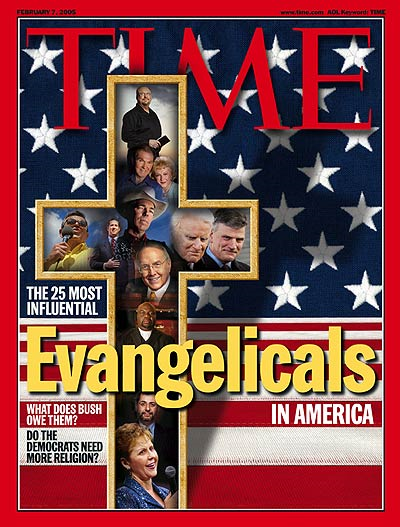 FEBRUARY 7, 2005
www.time.com AOL Keyword: TIME
TIME
THE 25 MOST
INFLUENTIAL
Evangelicals
IN AMERICA
WHAT DOES BUSH
OWE THEM?
DO THE
DEMOCRATS NEED
MORE RELIGION?